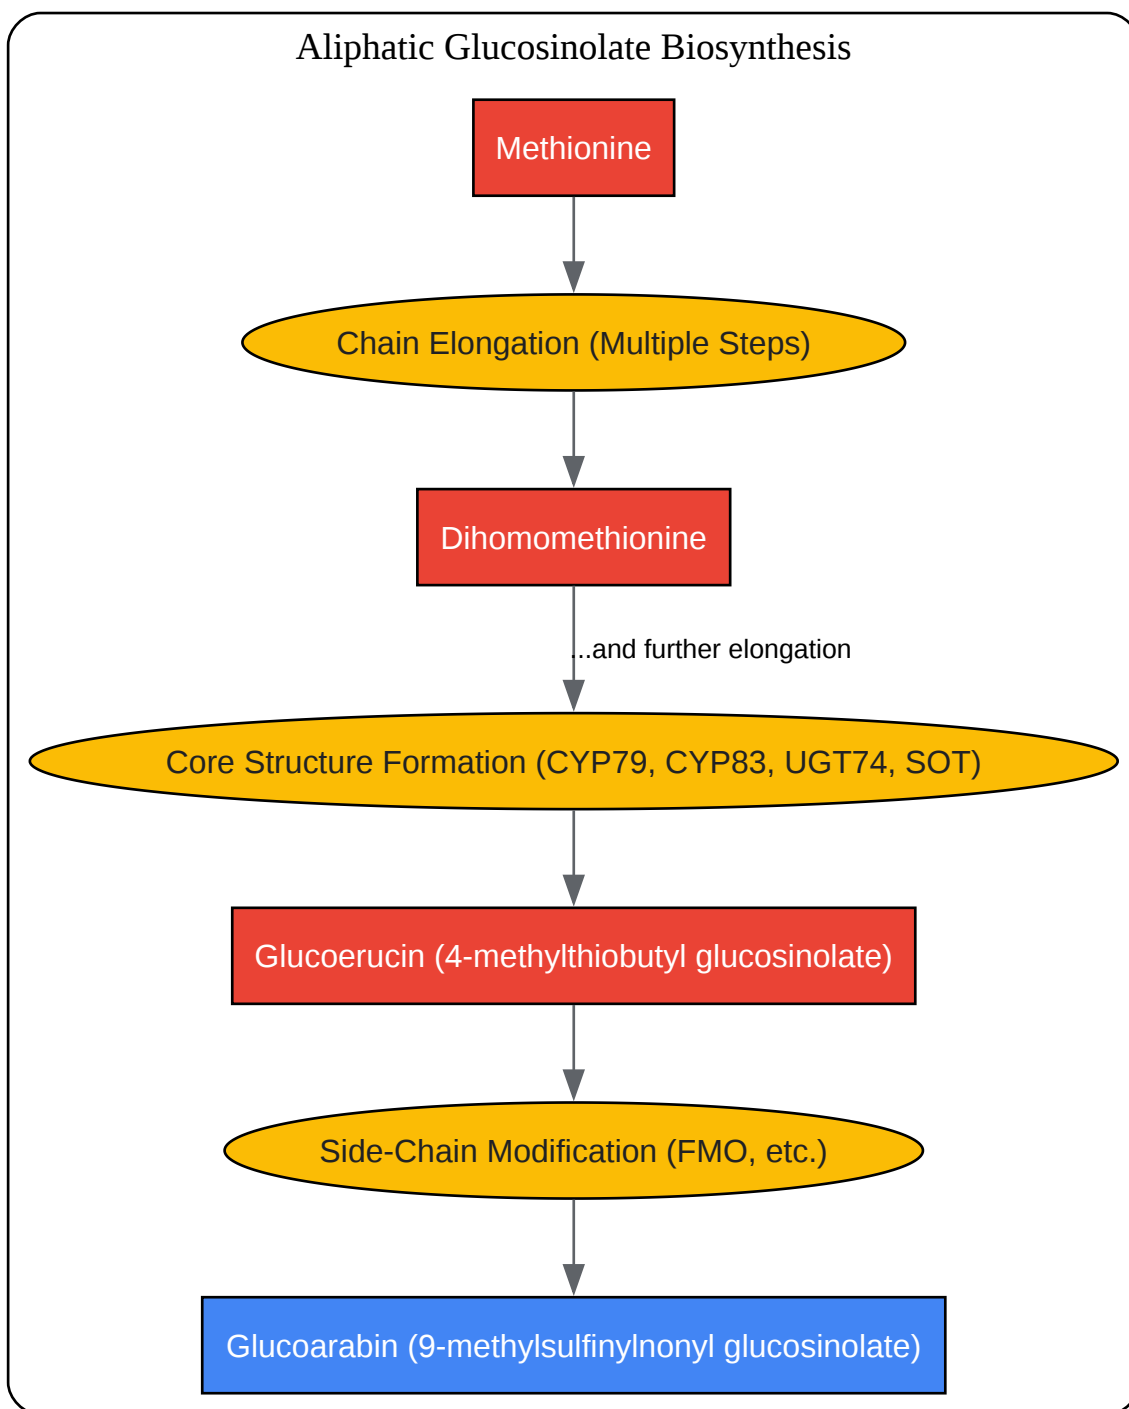 Aliphatic Glucosinolate Biosynthesis
Methionine
Chain Elongation (Multiple Steps)
Dihomomethionine
...and further elongation
Core Structure Formation (CYP79, CYP83, UGT74, SOT)
Glucoerucin (4-methylthiobutyl glucosinolate)
Side-Chain Modification (FMO, etc.)
Glucoarabin (9-methylsulfinylnonyl glucosinolate)